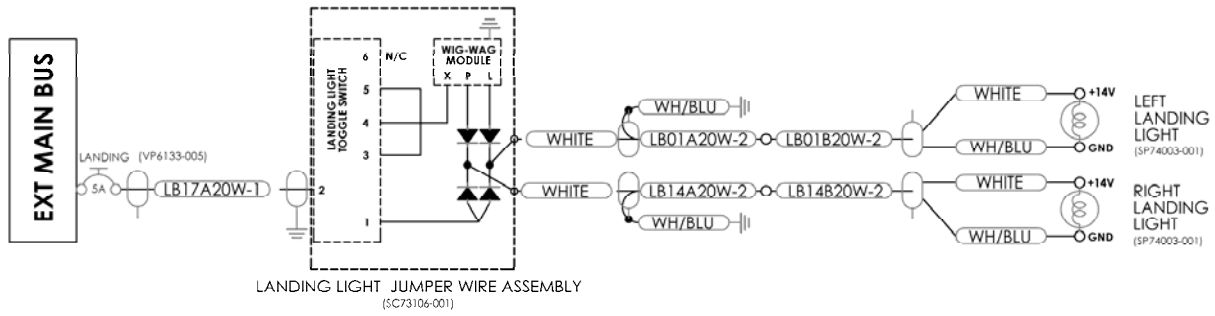 EXT MAIN BUS
LANDING (VP6133-005)
5A
LB17A20W-1
LANDING LIGHT
TOGGLE SWITCH
6 N/C
5
4
3
2
1
WIG-WAG
MODULE
X P L
WHITE
WH/BLU
LB01A20W-2
LB01B20W-2
WHITE
+14V
WH/BLU
GND
LEFT
LANDING
LIGHT
(SP74003-001)
WHITE
LB14A20W-2
LB14B20W-2
WH/BLU
WHITE
+14V
WH/BLU
GND
RIGHT
LANDING
LIGHT
(SP74003-001)
LANDING LIGHT JUMPER WIRE ASSEMBLY
(SC73106-001)